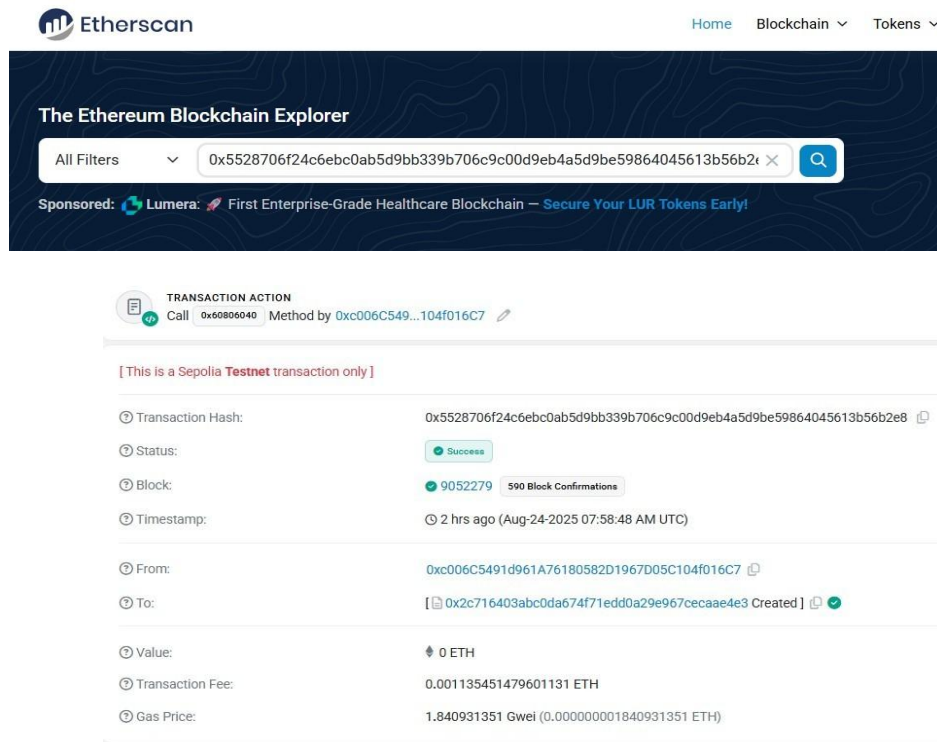 Etherscan
Home Blockchain Tokens
The Ethereum Blockchain Explorer
All Filters 0x5528706f24c6ebc0ab5d9bb339b706c9c00d9eb4a5d9be59864045613b56b2e
Sponsored: Lumera: 🚀 First Enterprise-Grade Healthcare Blockchain — Secure Your LUR Tokens Early!
TRANSACTION ACTION
Call 0x60806040 Method by 0xc006C549...104f016C7
[ This is a Sepolia Testnet transaction only ]
Transaction Hash: 0x5528706f24c6ebc0ab5d9bb339b706c9c00d9eb4a5d9be59864045613b56b2e8
Status: Success
Block: 9052279 590 Block Confirmations
Timestamp: 2 hrs ago (Aug-24-2025 07:58:48 AM UTC)
From: 0xc006C5491d961A76180582D1967D05C104f016C7
To: [ 0x2c716403abc0da674f71edd0a29e967cecaae4e3 Created ]
Value: 0 ETH
Transaction Fee: 0.001135451479601131 ETH
Gas Price: 1.840931351 Gwei (0.000000001840931351 ETH)